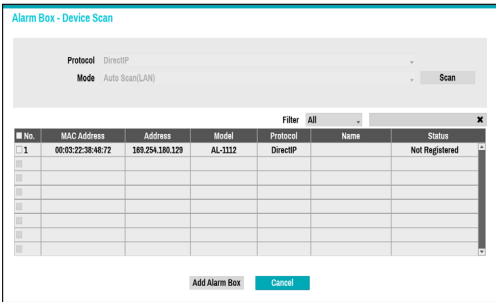 Alarm Box - Device Scan
Protocol DirectIP
Mode Auto Scan(LAN) Scan
Filter All
No. MAC Address Address Model Protocol Name Status
1 00:03:22:38:48:72 169.254.180.129 AL-1112 DirectIP Not Registered
Add Alarm Box Cancel